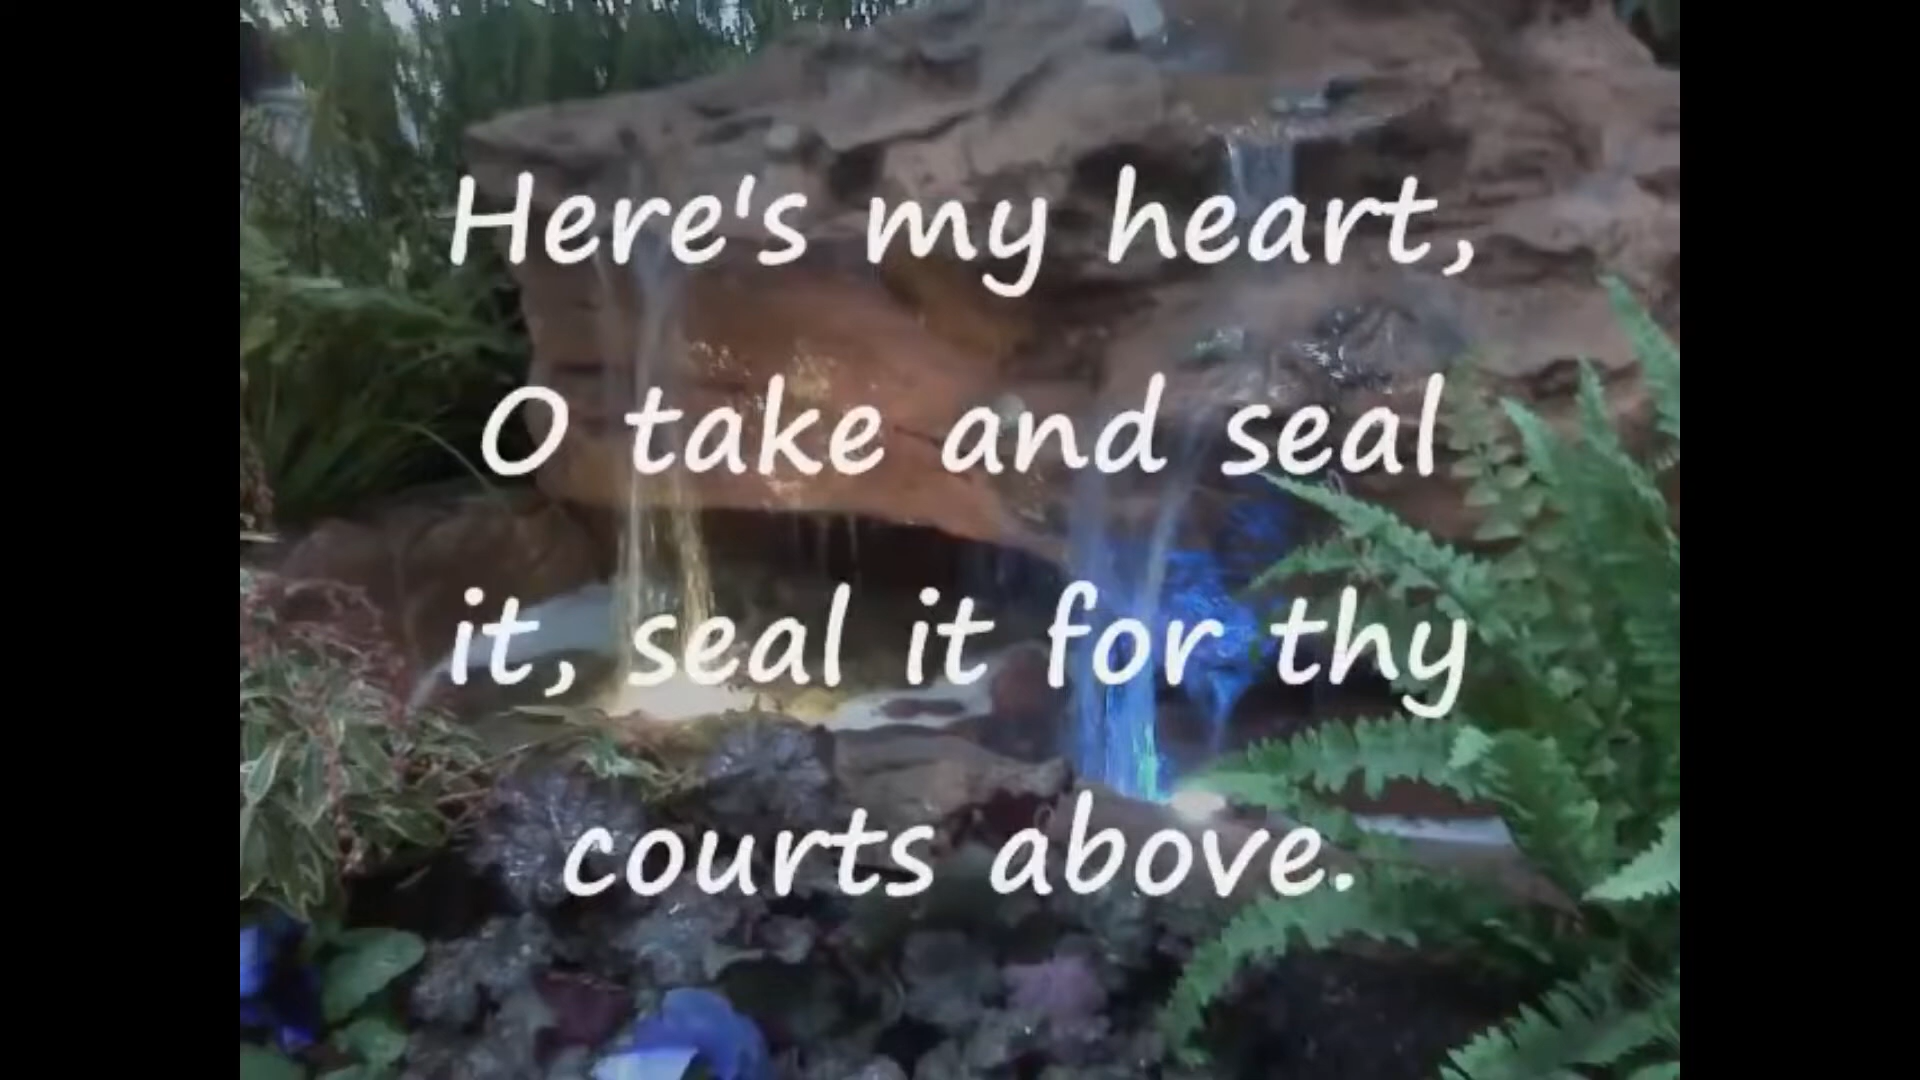 Here's my heart,
O take and seal
it, seal it for thy
courts above.